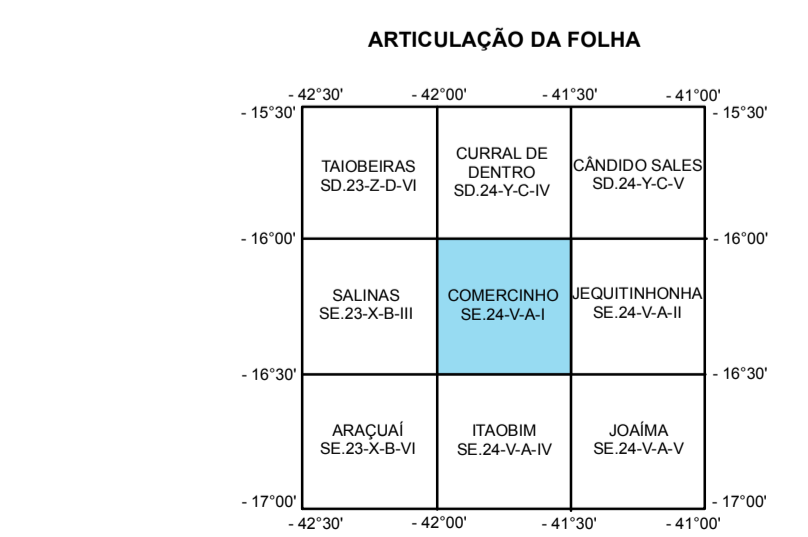 ARTICULAÇÃO DA FOLHA
- 42°30' - 42°00' - 41°30' - 41°00'
- 15°30' - 15°30'
TAIOBEIRAS
SD.23-Z-D-VI
CURRAL DE
DENTRO
SD.24-Y-C-IV
CÂNDIDO SALES
SD.24-Y-C-V
- 16°00' - 16°00'
SALINAS
SE.23-X-B-III
COMERCINHO
SE.24-V-A-I
JEQUITINHONHA
SE.24-V-A-II
- 16°30' - 16°30'
ARAÇUAÍ
SE.23-X-B-VI
ITAOBIM
SE.24-V-A-IV
JOAÍMA
SE.24-V-A-V
- 17°00' - 17°00'
- 42°30' - 42°00' - 41°30' - 41°00'